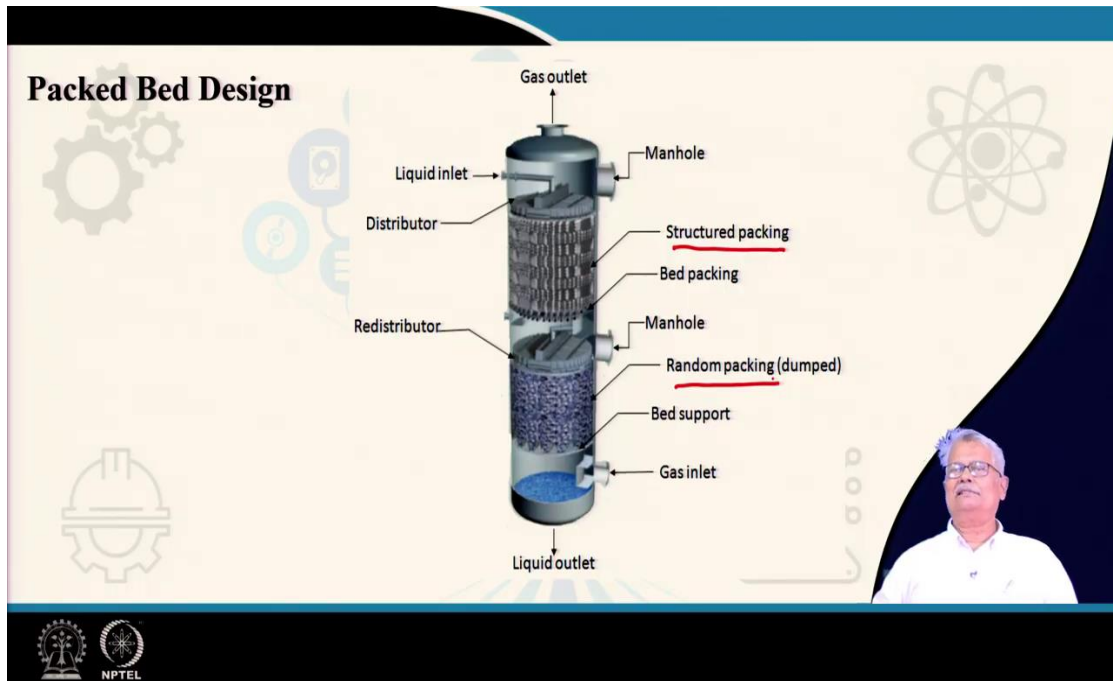 Packed Bed Design
Gas outlet
Manhole
Liquid inlet
Distributor
Structured packing
Bed packing
Redistributor
Manhole
Random packing (dumped)
Bed support
Gas inlet
Liquid outlet
NPTEL